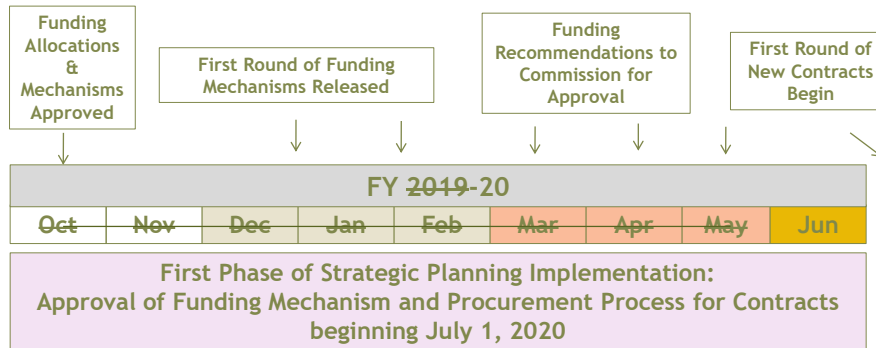 Funding
Allocations
&
Mechanisms
Approved
First Round of Funding
Mechanisms Released
Funding
Recommendations to
Commission for
Approval
First Round of
New Contracts
Begin
FY 2019-20
Oct Nov Dec Jan Feb Mar Apr May Jun
First Phase of Strategic Planning Implementation:
Approval of Funding Mechanism and Procurement Process for Contracts
beginning July 1, 2020